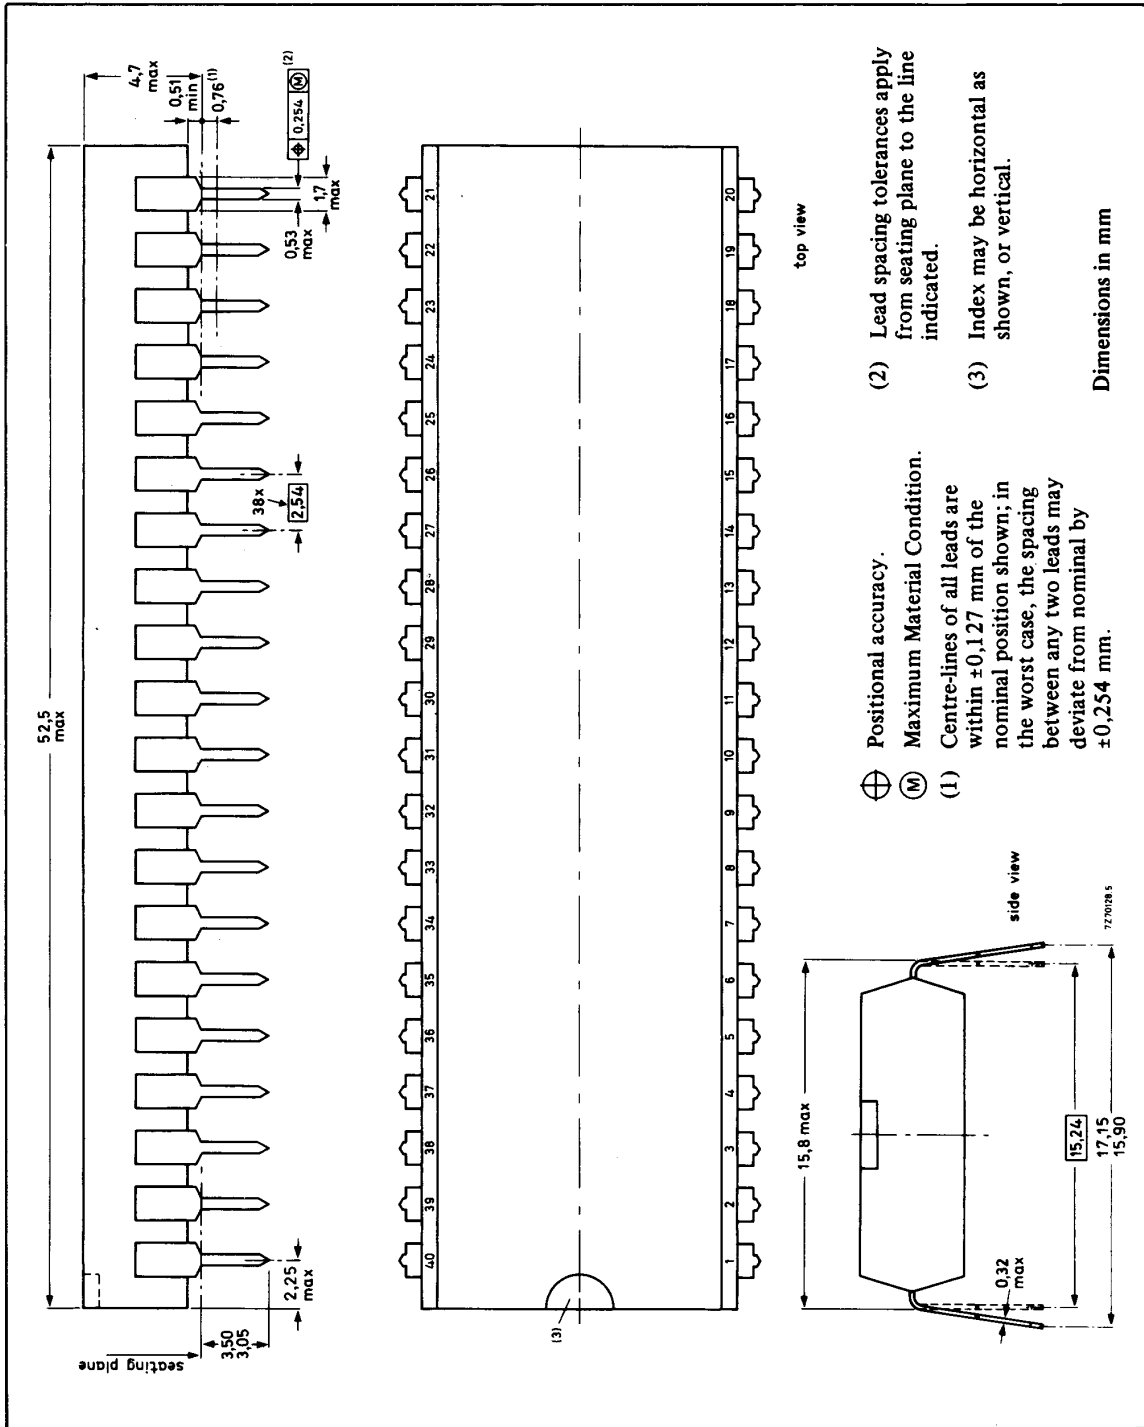 52,5
max
4,7
max
0,51
min
0,76(1)
0,254 M (2)
1,7
max
0,53
max
38x
2,54
2,25
max
3,50
3,05
seating plane
40
39
38
37
36
35
34
33
32
31
30
29
28
27
26
25
24
23
22
21
1
2
3
4
5
6
7
8
9
10
11
12
13
14
15
16
17
18
19
20
(3)
top view
15,8 max
0,32
max
15,24
17,15
15,90
side view
7Z70128.5
Positional accuracy.
M Maximum Material Condition.
(1) Centre-lines of all leads are
within ±0,127 mm of the
nominal position shown; in
the worst case, the spacing
between any two leads may
deviate from nominal by
±0,254 mm.
(2) Lead spacing tolerances apply
from seating plane to the line
indicated.
(3) Index may be horizontal as
shown, or vertical.
Dimensions in mm